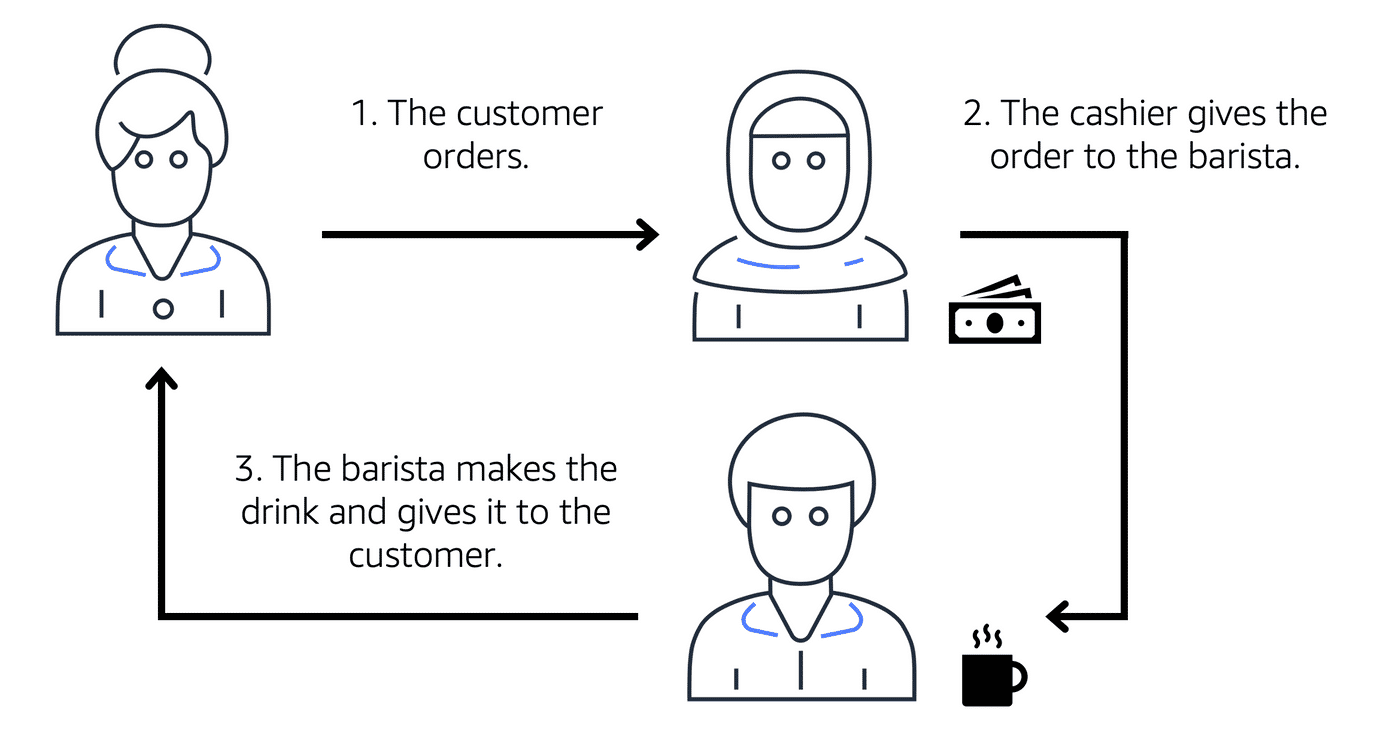 1. The customer
orders.
2. The cashier gives the
order to the barista.
3. The barista makes the
drink and gives it to the
customer.